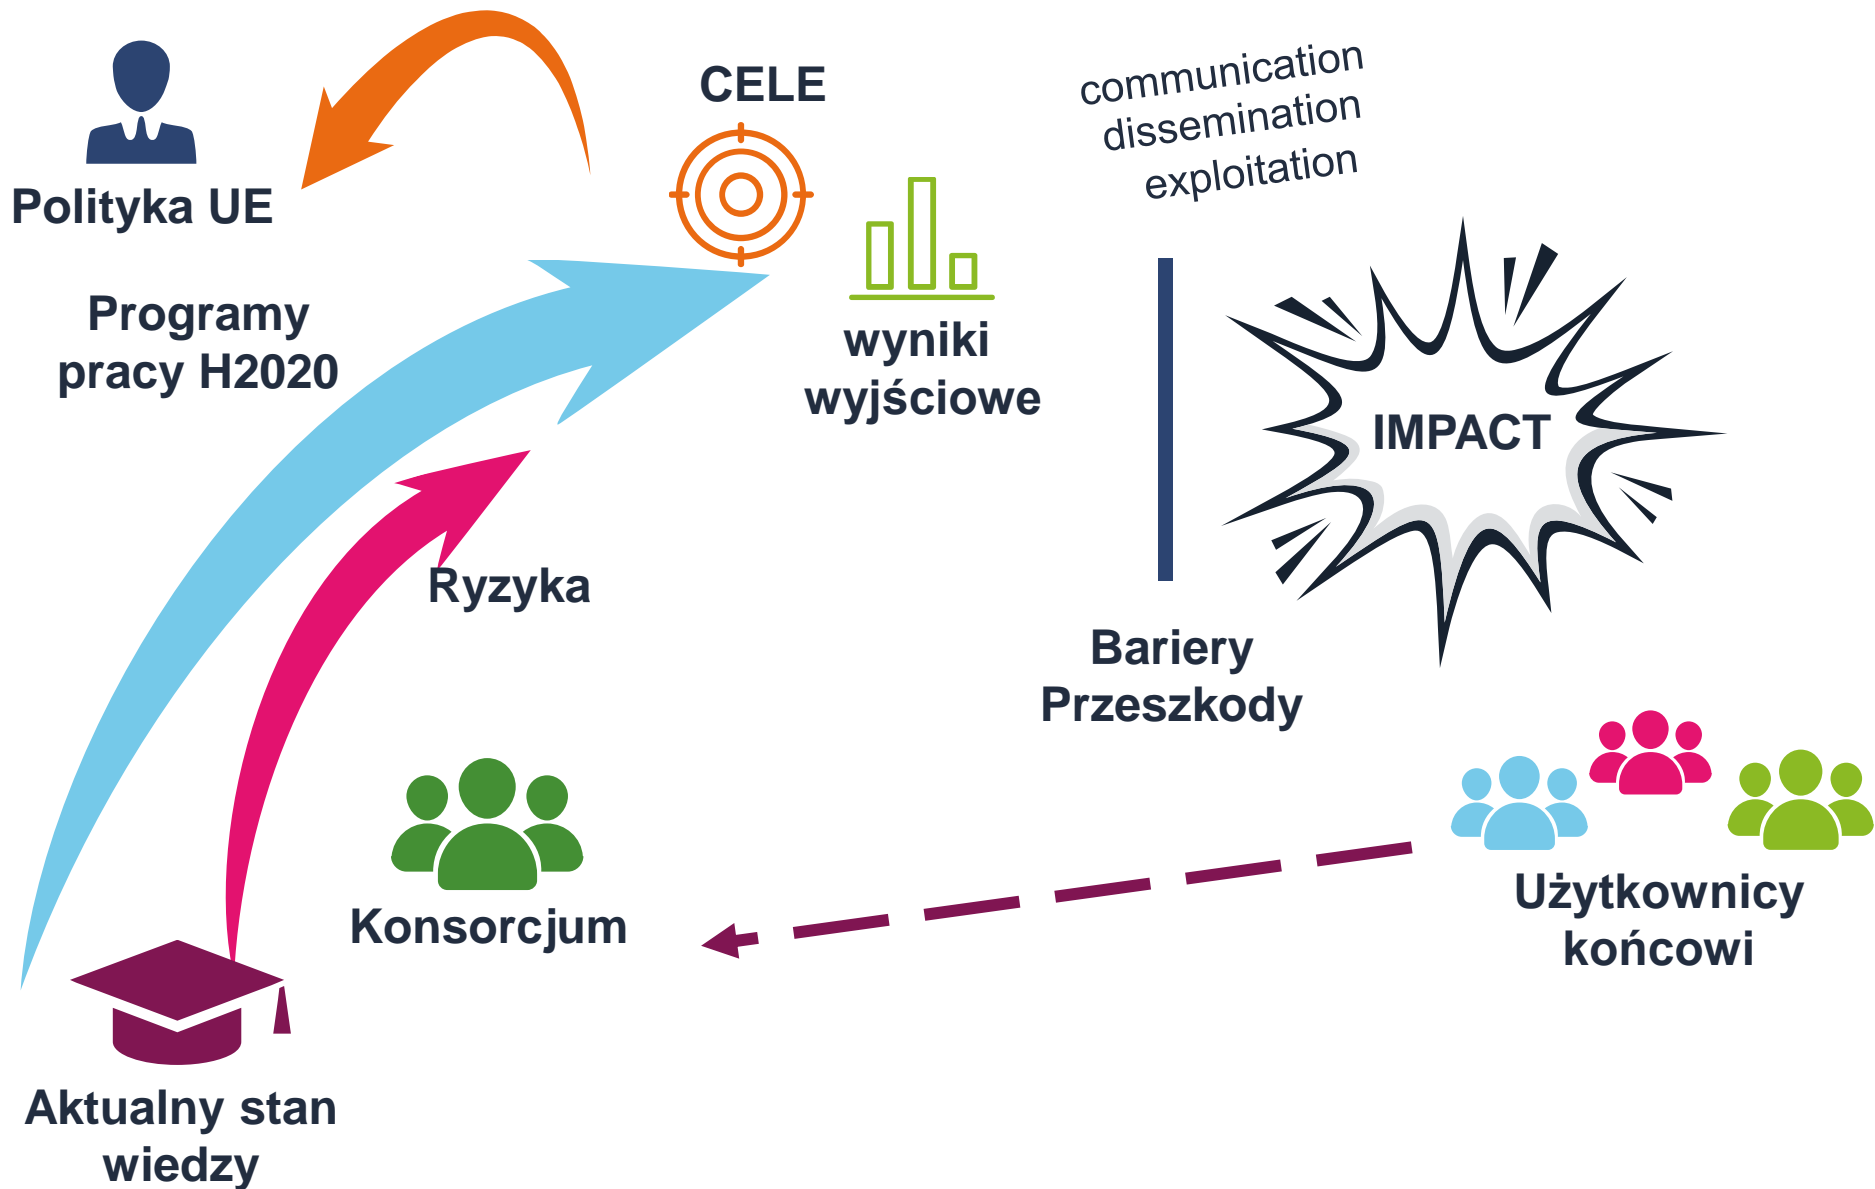 CELE
communication
dissemination
exploitation
Polityka UE
Programy
pracy H2020
wyniki
wyjściowe
IMPACT
Ryzyka
Bariery
Przeszkody
Konsorcjum
Użytkownicy
końcowi
Aktualny stan
wiedzy